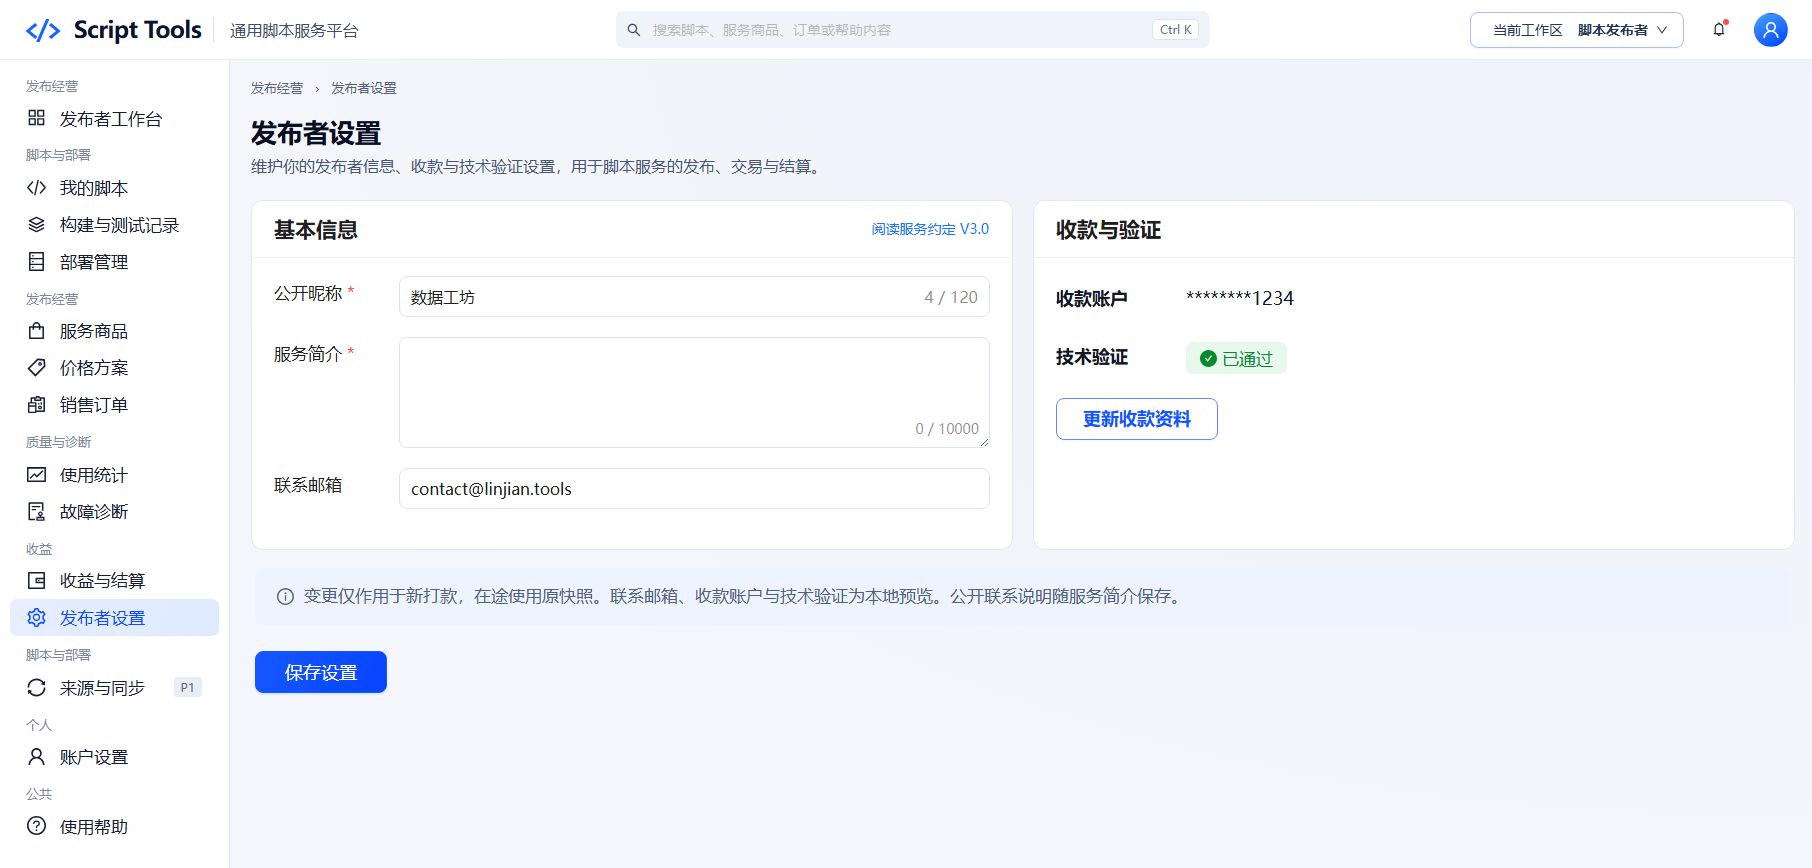 Script Tools
通用脚本服务平台
搜索脚本、服务商品、订单或帮助内容
Ctrl K
当前工作区 脚本发布者
发布经营
发布者工作台
脚本与部署
我的脚本
构建与测试记录
部署管理
发布经营
服务商品
价格方案
销售订单
质量与诊断
使用统计
故障诊断
收益
收益与结算
发布者设置
脚本与部署
来源与同步 P1
个人
账户设置
公共
使用帮助
发布经营 › 发布者设置
发布者设置
维护你的发布者信息、收款与技术验证设置，用于脚本服务的发布、交易与结算。
基本信息
阅读服务约定 V3.0
公开昵称 *
数据工坊
4 / 120
服务简介 *
0 / 10000
联系邮箱
contact@linjian.tools
收款与验证
收款账户
********1234
技术验证
已通过
更新收款资料
变更仅作用于新打款，在途使用原快照。联系邮箱、收款账户与技术验证为本地预览。公开联系说明随服务简介保存。
保存设置